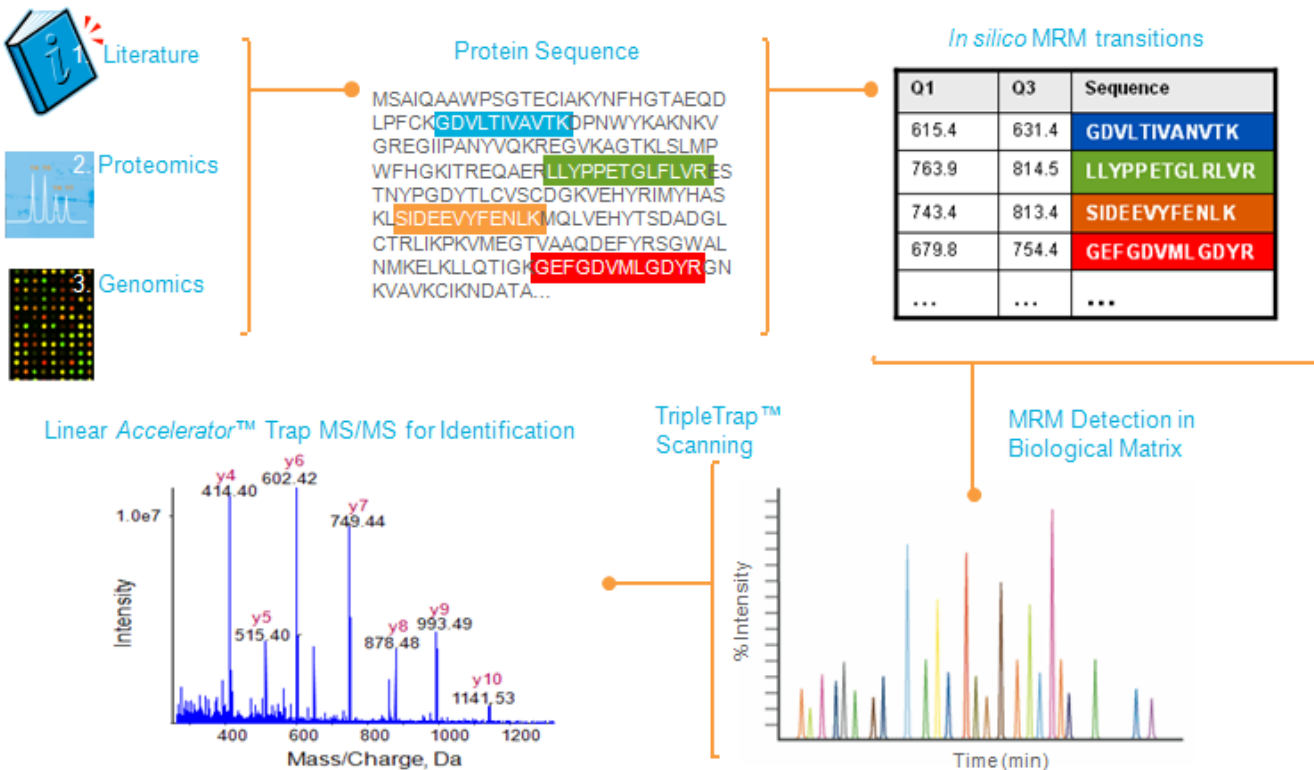 1. Literature
2. Proteomics
3. Genomics
Protein Sequence
MSAIQAAWPSGTECIAKYNFHGTAEQD
LPFCKGDVLTIVAVTKDPNWYKAKNKV
GREGIIPANYVQKREGVKAGTKLSLMP
WFHGKITREQAERLLYPPETGLFLVRES
TNYPGDYTLCVSCDGKVEHYRIMYHAS
KLSIDEEVYFENLKMQLVEHYTSDADGL
CTRLIKPKVMEGTVAAQDEFYRSGWAL
NMKELKLLQTIGKGEFGDVMLGDYRGN
KVAVKCIKNDATA...
In silico MRM transitions
Q1 Q3 Sequence
615.4 631.4 GDVLTIVANVTK
763.9 814.5 LLYPPETGLRLVR
743.4 813.4 SIDEEVYFENLK
679.8 754.4 GEFGDVMLGDYR
... ... ...
Linear Accelerator™ Trap MS/MS for Identification
TripleTrap™
Scanning
MRM Detection in
Biological Matrix
y4
414.40
y6
602.42
y7
749.44
y5
515.40
y8
878.48
y9
993.49
y10
1141.53
1.0e7
Intensity
400 600 800 1000 1200
Mass/Charge, Da
% Intensity
Time (min)